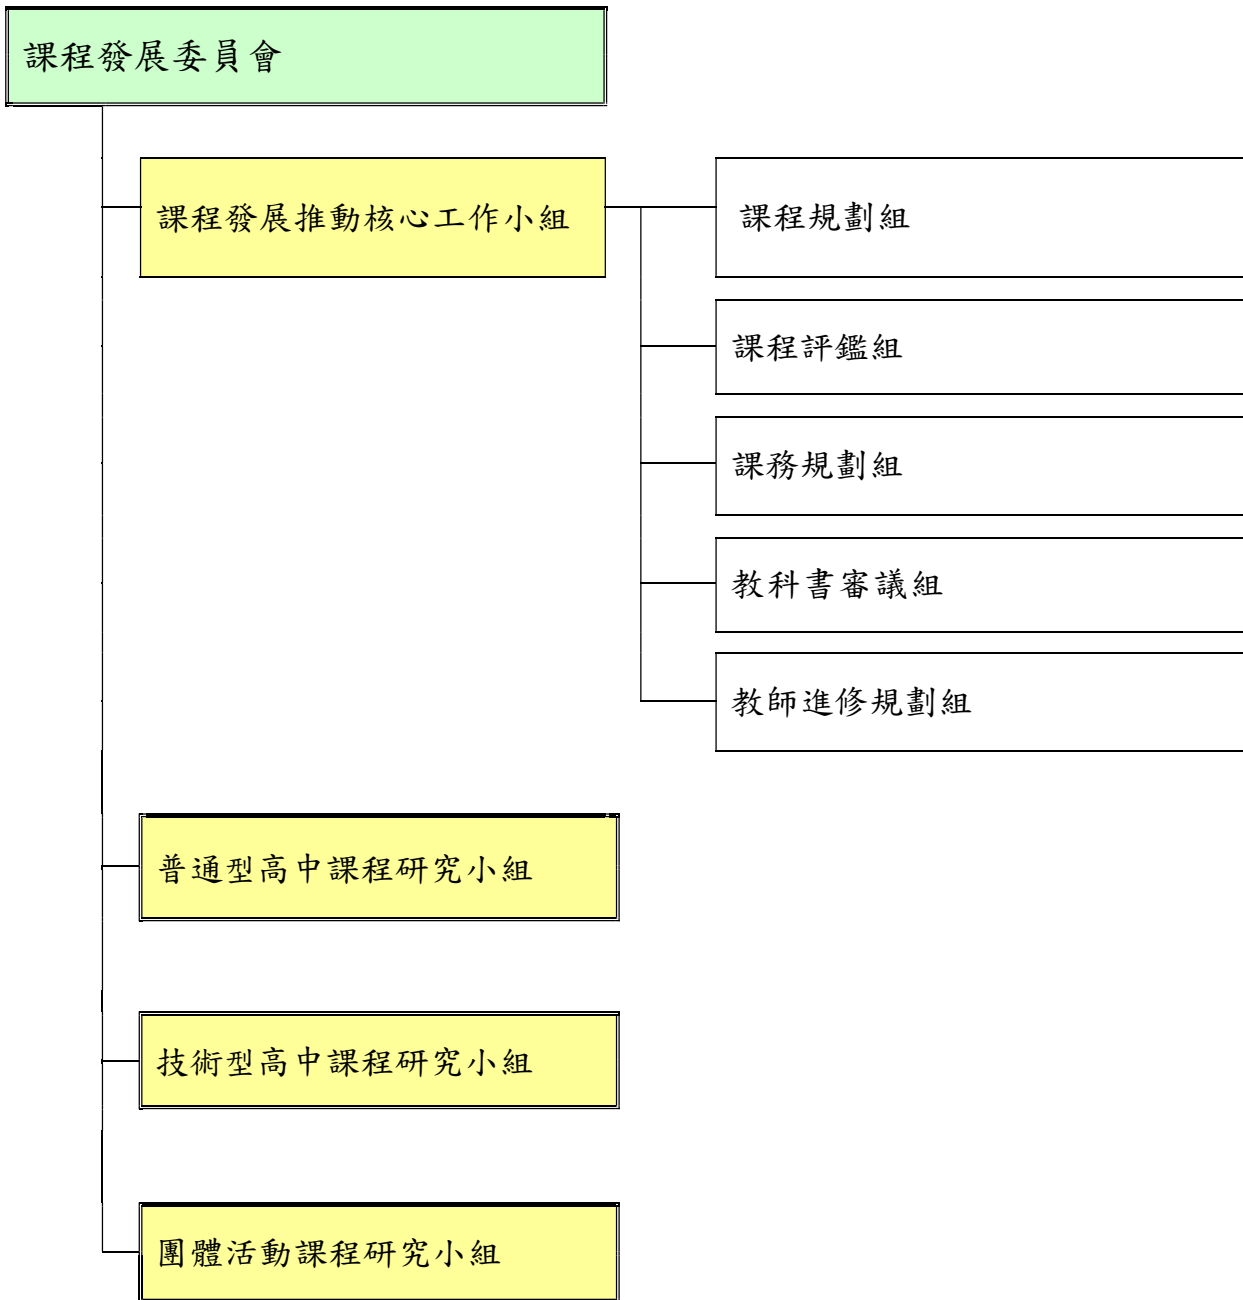 課程發展委員會
課程發展推動核心工作小組
課程規劃組
課程評鑑組
課務規劃組
教科書審議組
教師進修規劃組
普通型高中課程研究小組
技術型高中課程研究小組
團體活動課程研究小組